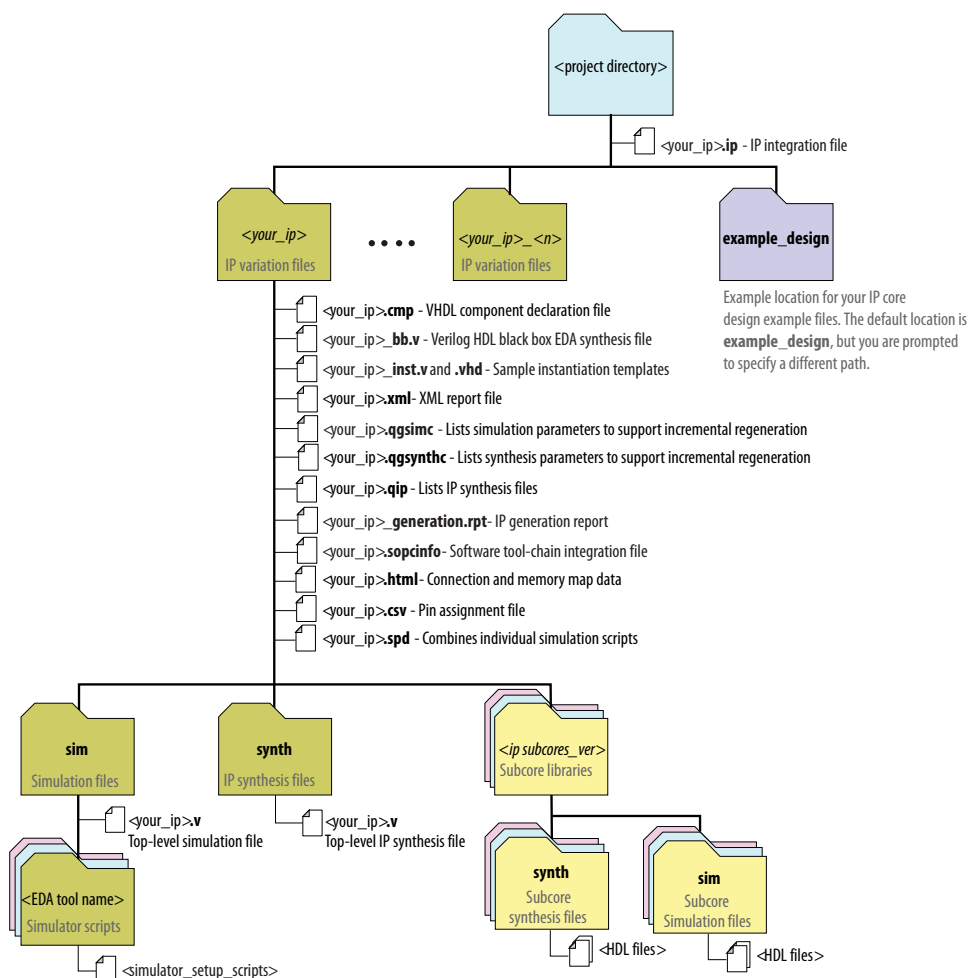 <project directory>
<your_ip>.ip - IP integration file
<your_ip>
IP variation files
....
<your_ip>_<n>
IP variation files
example_design
Example location for your IP core
design example files. The default location is
example_design, but you are prompted
to specify a different path.
<your_ip>.cmp - VHDL component declaration file
<your_ip>_bb.v - Verilog HDL black box EDA synthesis file
<your_ip>_inst.v and .vhd - Sample instantiation templates
<your_ip>.xml- XML report file
<your_ip>.qgsimc - Lists simulation parameters to support incremental regeneration
<your_ip>.qgsynthc - Lists synthesis parameters to support incremental regeneration
<your_ip>.qip - Lists IP synthesis files
<your_ip>_generation.rpt- IP generation report
<your_ip>.sopcinfo- Software tool-chain integration file
<your_ip>.html- Connection and memory map data
<your_ip>.csv - Pin assignment file
<your_ip>.spd - Combines individual simulation scripts
sim
Simulation files
synth
IP synthesis files
<ip subcores_ver>
Subcore libraries
<your_ip>.v
Top-level simulation file
<your_ip>.v
Top-level IP synthesis file
<EDA tool name>
Simulator scripts
<simulator_setup_scripts>
synth
Subcore
synthesis files
<HDL files>
sim
Subcore
Simulation files
<HDL files>